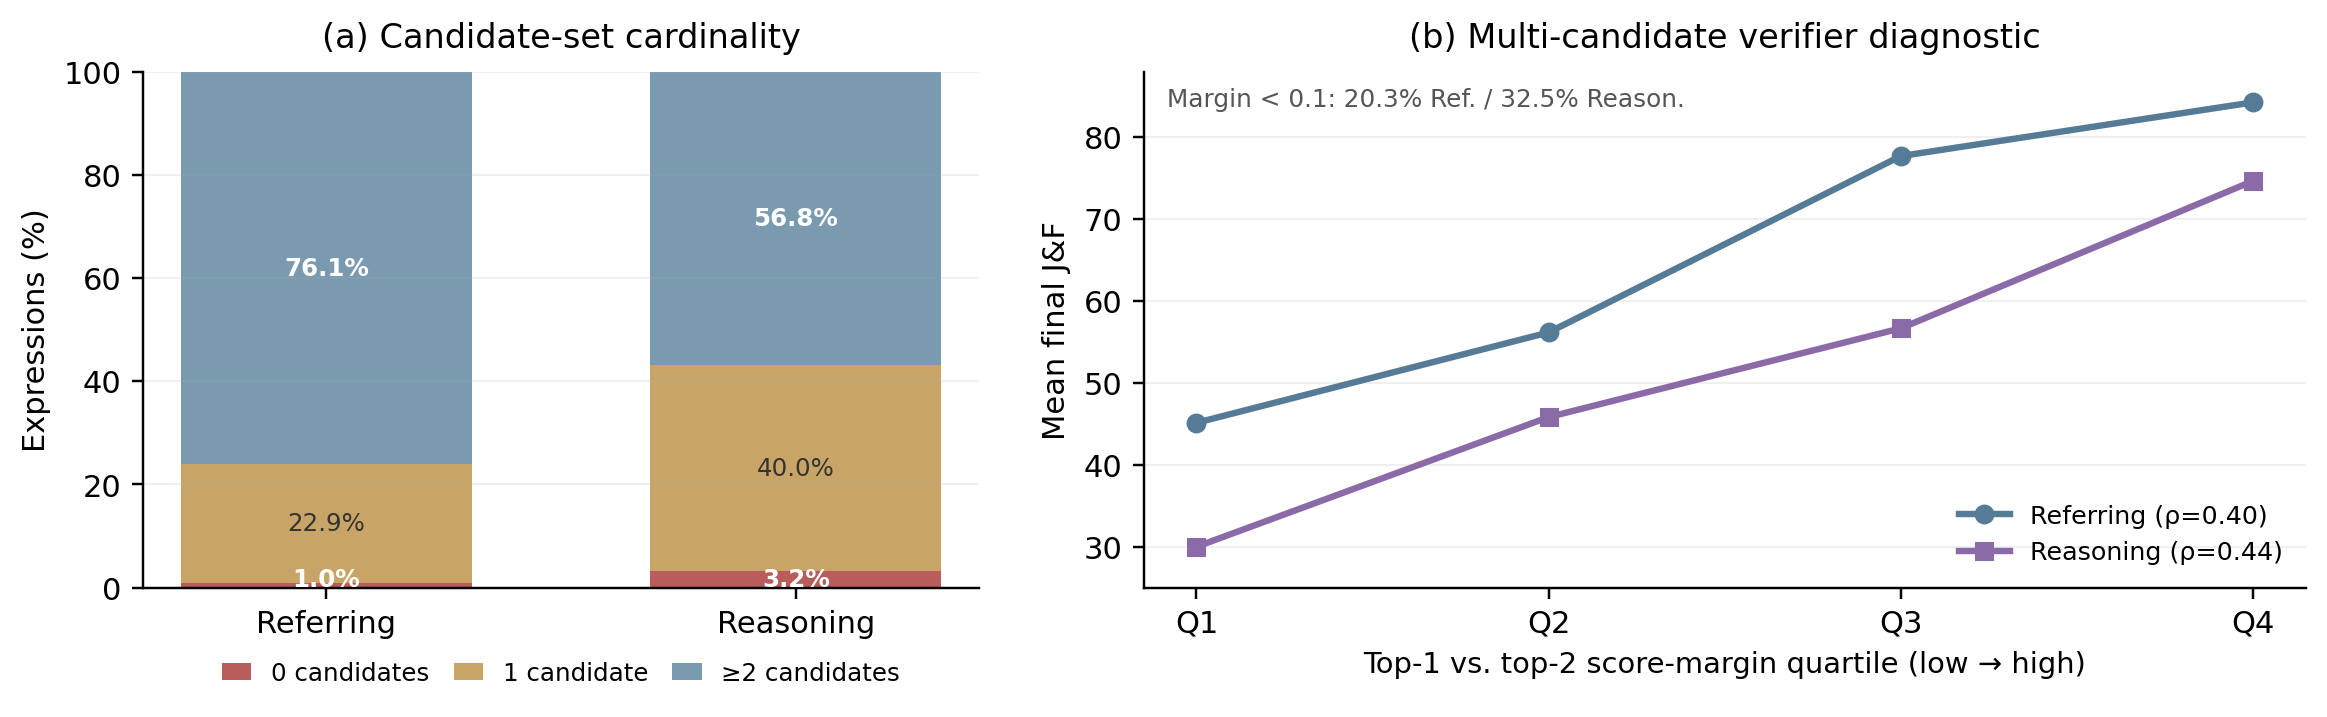 (a) Candidate-set cardinality
Expressions (%)
100
80
60
40
20
0
76.1%
22.9%
1.0%
56.8%
40.0%
3.2%
Referring
Reasoning
0 candidates
1 candidate
≥2 candidates
(b) Multi-candidate verifier diagnostic
Margin < 0.1: 20.3% Ref. / 32.5% Reason.
Mean final J&F
80
70
60
50
40
30
Referring (ρ=0.40)
Reasoning (ρ=0.44)
Q1
Q2
Q3
Q4
Top-1 vs. top-2 score-margin quartile (low → high)